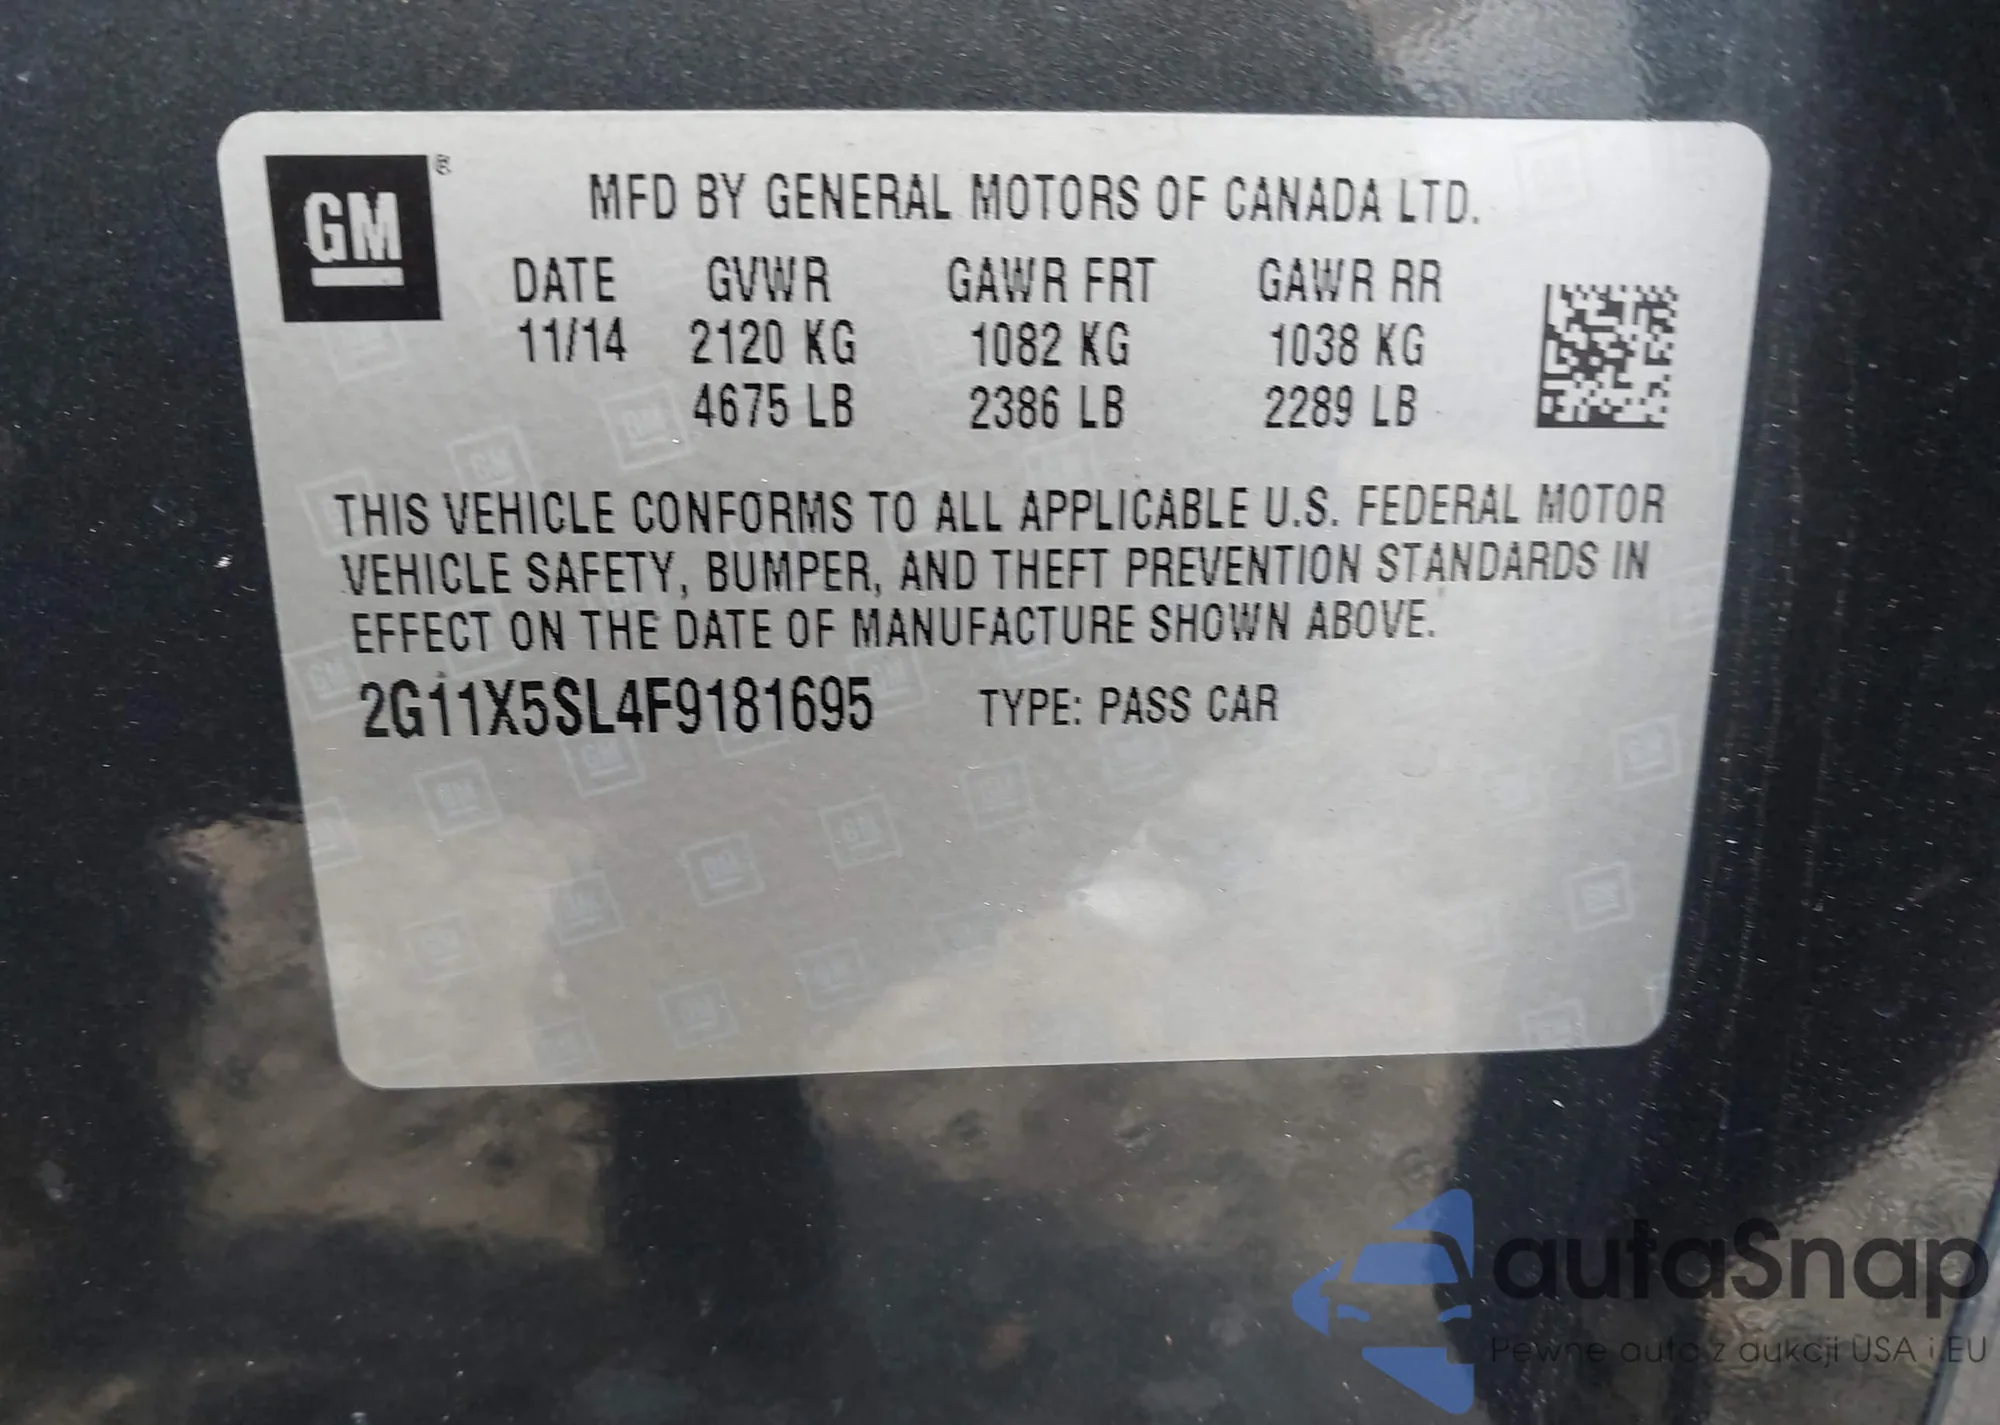 GM®
MFD BY GENERAL MOTORS OF CANADA LTD.
DATE GVWR GAWR FRT GAWR RR
11/14 2120 KG 1082 KG 1038 KG
4675 LB 2386 LB 2289 LB
THIS VEHICLE CONFORMS TO ALL APPLICABLE U.S. FEDERAL MOTOR
VEHICLE SAFETY, BUMPER, AND THEFT PREVENTION STANDARDS IN
EFFECT ON THE DATE OF MANUFACTURE SHOWN ABOVE.
2G11X5SL4F9181695 TYPE: PASS CAR
autaSnap
Pewne auto z aukcji USA i EU